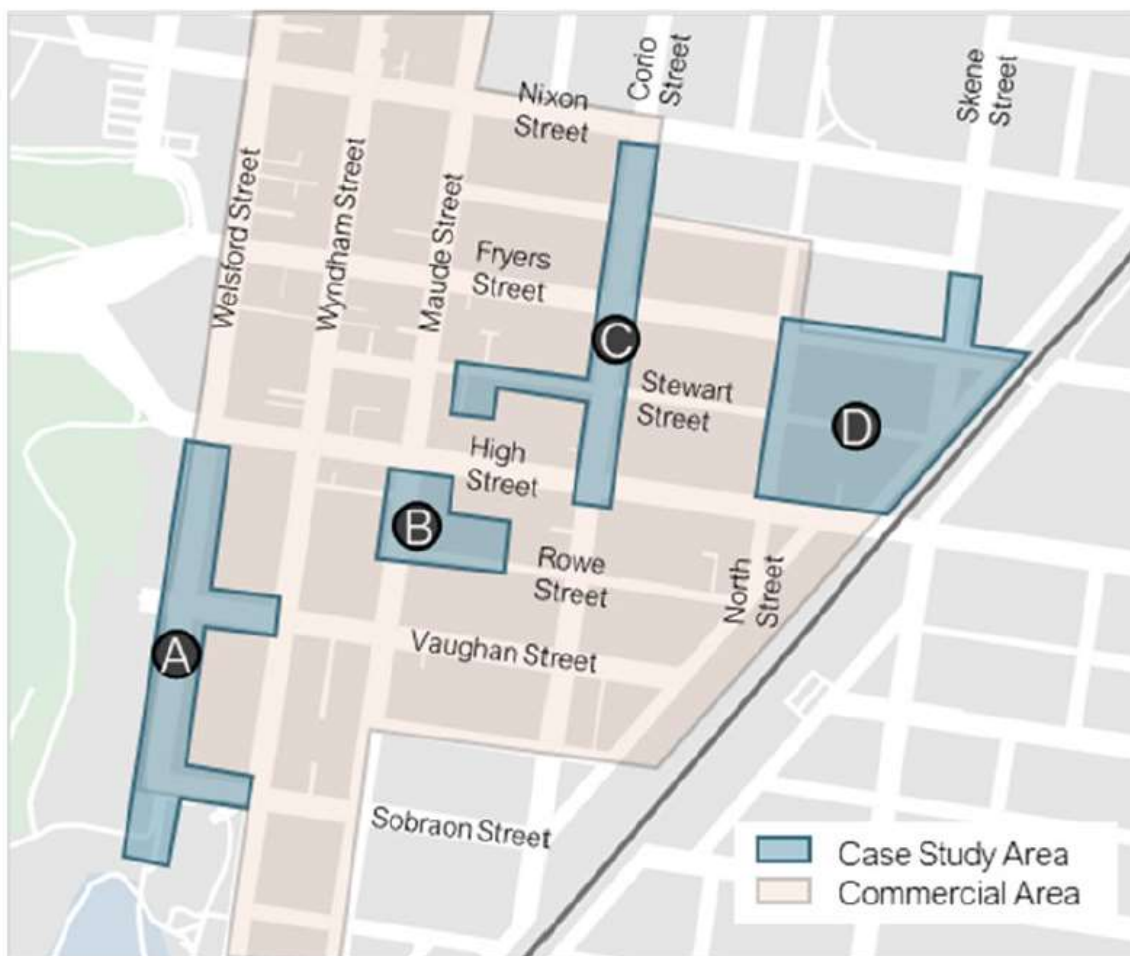 Corio
Street
Skene
Street
Nixon
Street
Welsford Street
Wyndham Street
Maude Street
Fryers
Street
C
Stewart
Street
D
High
Street
B
Rowe
Street
North
Street
A
Vaughan Street
Sobraon Street
Case Study Area
Commercial Area